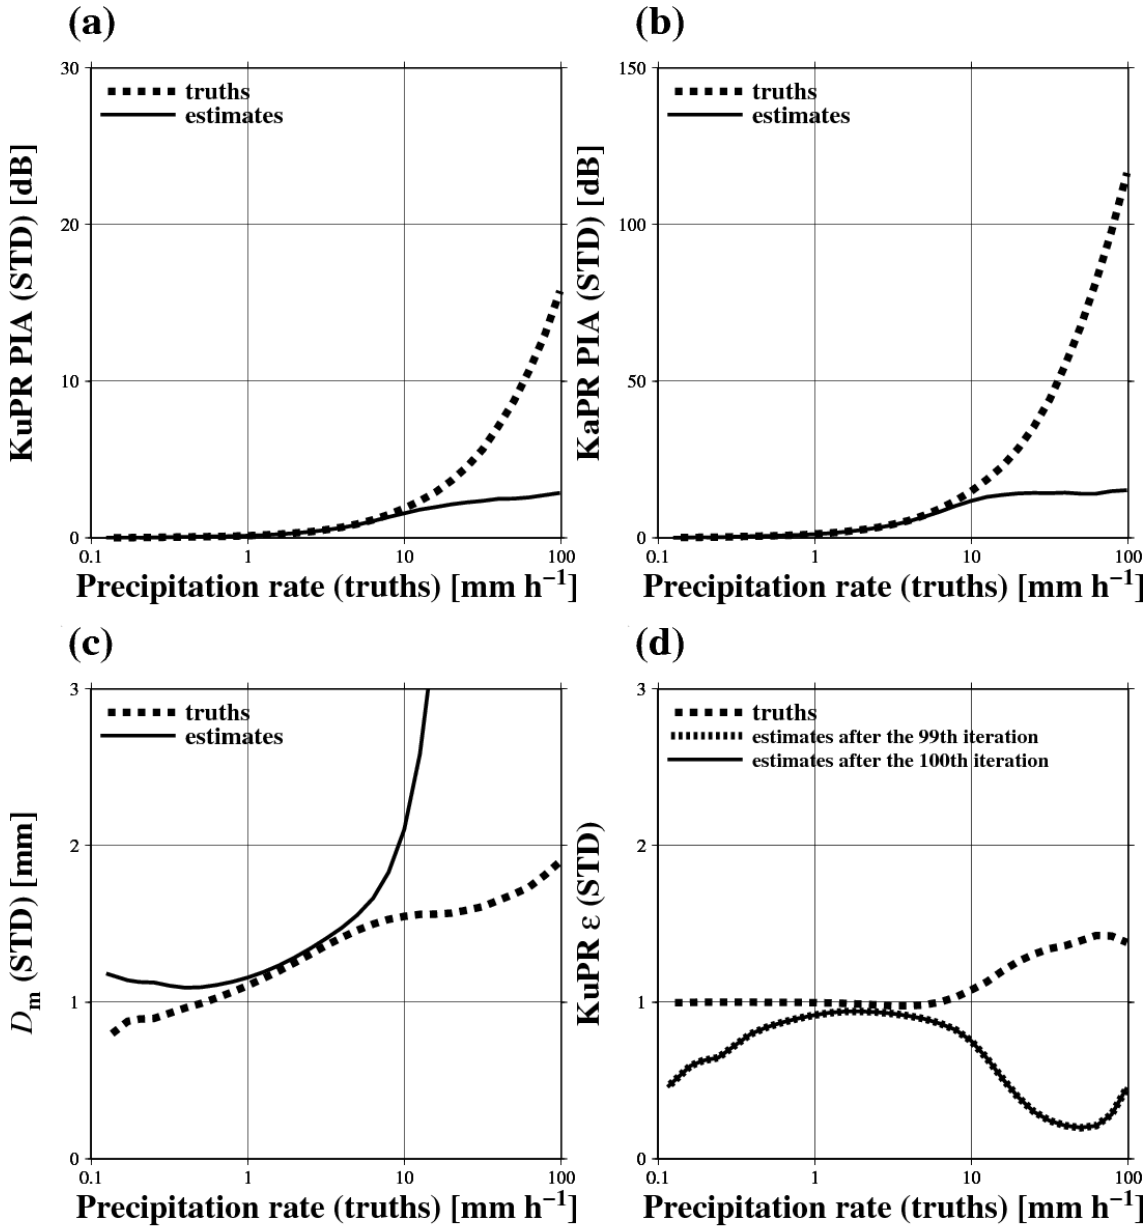 (a)
30
20
10
0
KuPR PIA (STD) [dB]
truths
estimates
0.1 1 10 100
Precipitation rate (truths) [mm h⁻¹]
(b)
150
100
50
0
KaPR PIA (STD) [dB]
truths
estimates
0.1 1 10 100
Precipitation rate (truths) [mm h⁻¹]
(c)
3
2
1
0
Dm (STD) [mm]
truths
estimates
0.1 1 10 100
Precipitation rate (truths) [mm h⁻¹]
(d)
3
2
1
0
KuPR ε (STD)
truths
estimates after the 99th iteration
estimates after the 100th iteration
0.1 1 10 100
Precipitation rate (truths) [mm h⁻¹]